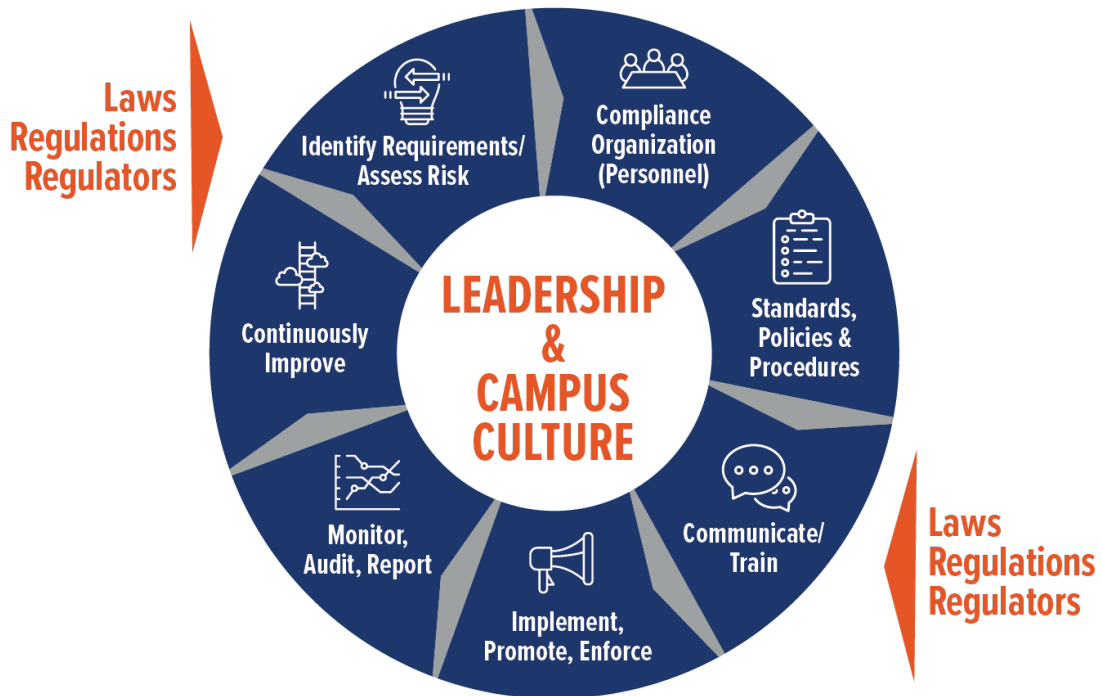 Laws
Regulations
Regulators
Identify Requirements/
Assess Risk
Compliance
Organization
(Personnel)
Standards,
Policies &
Procedures
Communicate/
Train
Implement,
Promote, Enforce
Monitor,
Audit, Report
Continuously
Improve
LEADERSHIP
&
CAMPUS
CULTURE
Laws
Regulations
Regulators